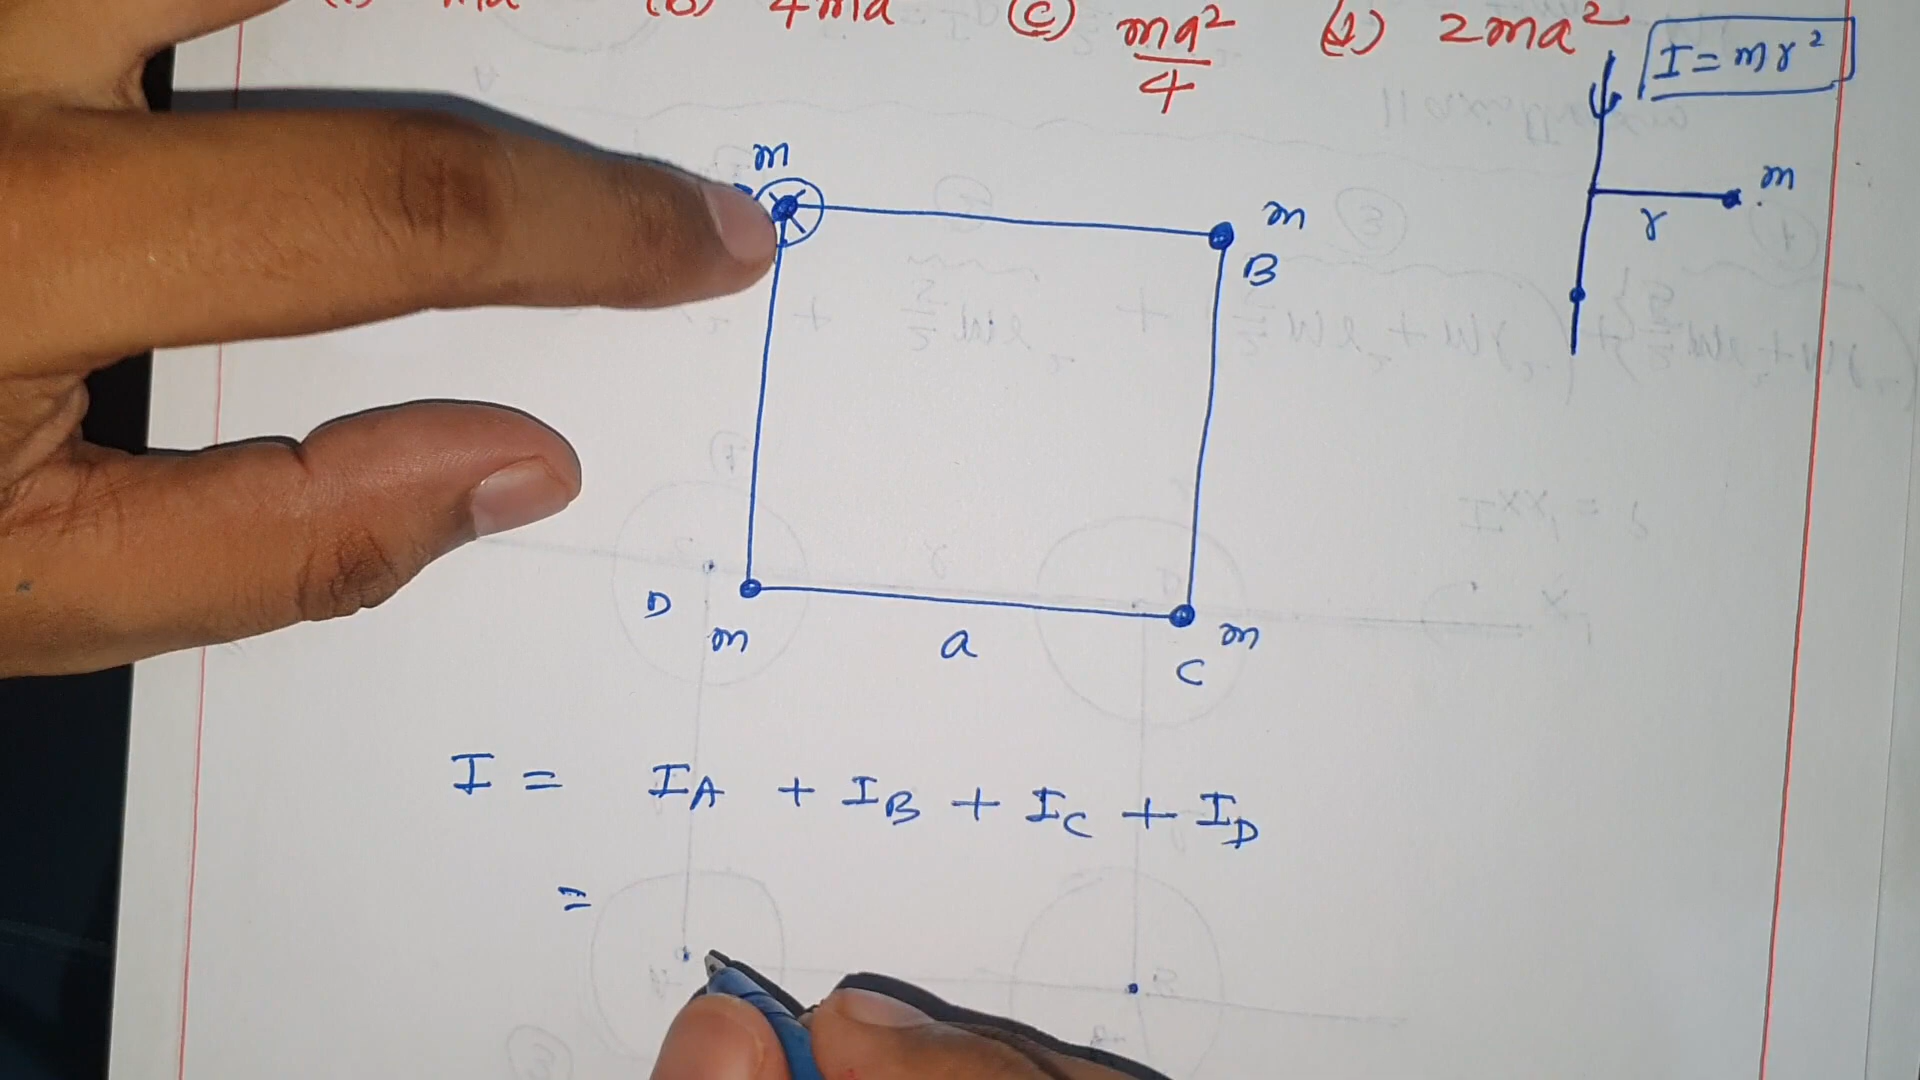 (b) 4ma (c) ma²/4 (d) 2ma²
I = mr²
m
m
m
r
B
D
m
a
m
C
I = I_A + I_B + I_C + I_D
=